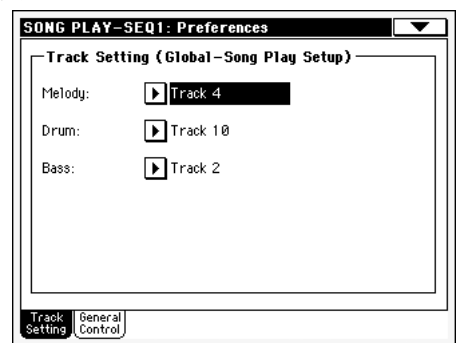 SONG PLAY-SEQ1: Preferences
Track Setting (Global-Song Play Setup)
Melody: Track 4
Drum: Track 10
Bass: Track 2
Track Setting
General Control